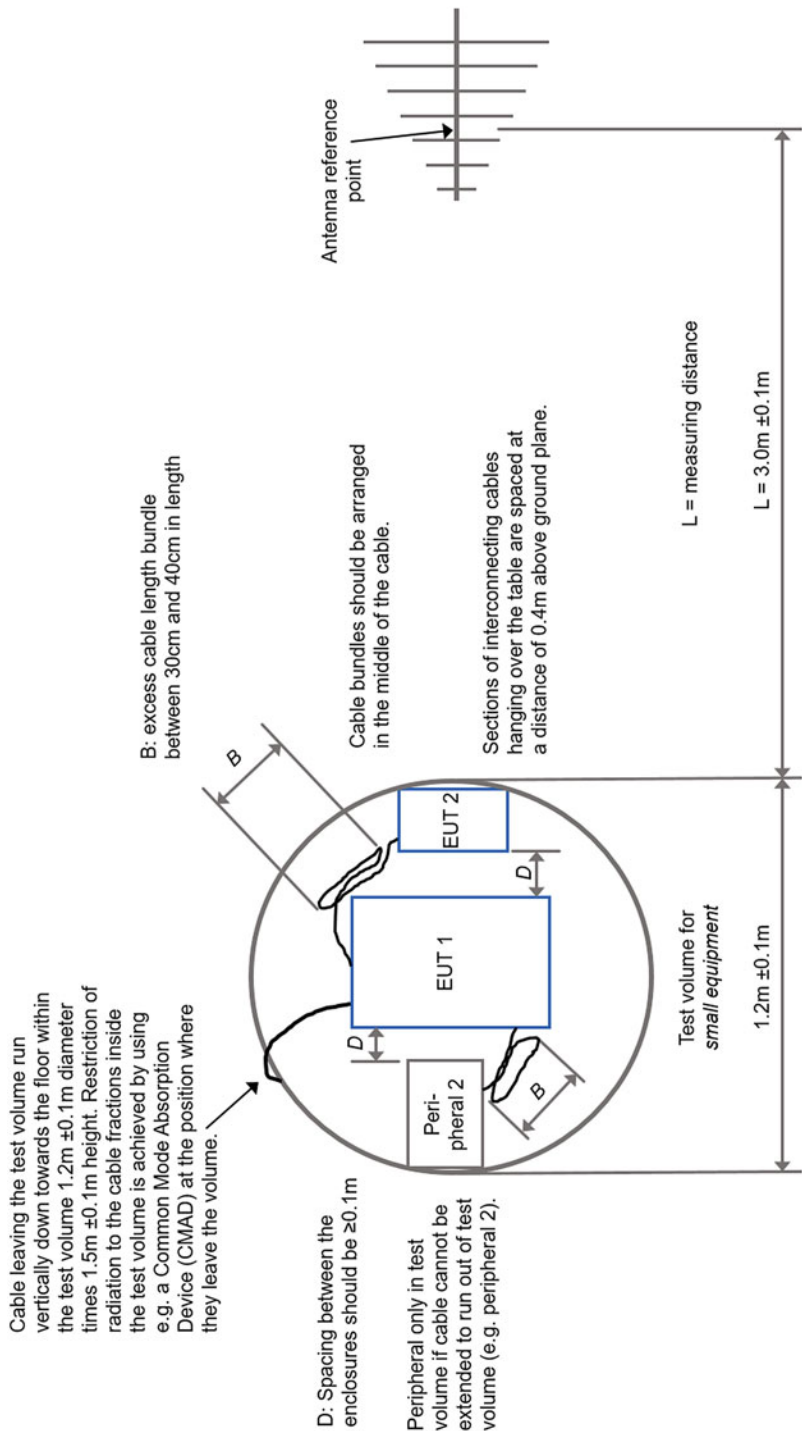 Cable leaving the test volume run
vertically down towards the floor within
the test volume 1.2m ±0.1m diameter
times 1.5m ±0.1m height. Restriction of
radiation to the cable fractions inside
the test volume is achieved by using
e.g. a Common Mode Absorption
Device (CMAD) at the position where
they leave the volume.
D: Spacing between the
enclosures should be ≥0.1m
Peripheral only in test
volume if cable cannot be
extended to run out of test
volume (e.g. peripheral 2).
B: excess cable length bundle
between 30cm and 40cm in length
Cable bundles should be arranged
in the middle of the cable.
Sections of interconnecting cables
hanging over the table are spaced at
a distance of 0.4m above ground plane.
Antenna reference
point
B
D
EUT 2
EUT 1
D
Peri-
pheral 2
B
Test volume for
small equipment
1.2m ±0.1m
L = measuring distance
L = 3.0m ±0.1m